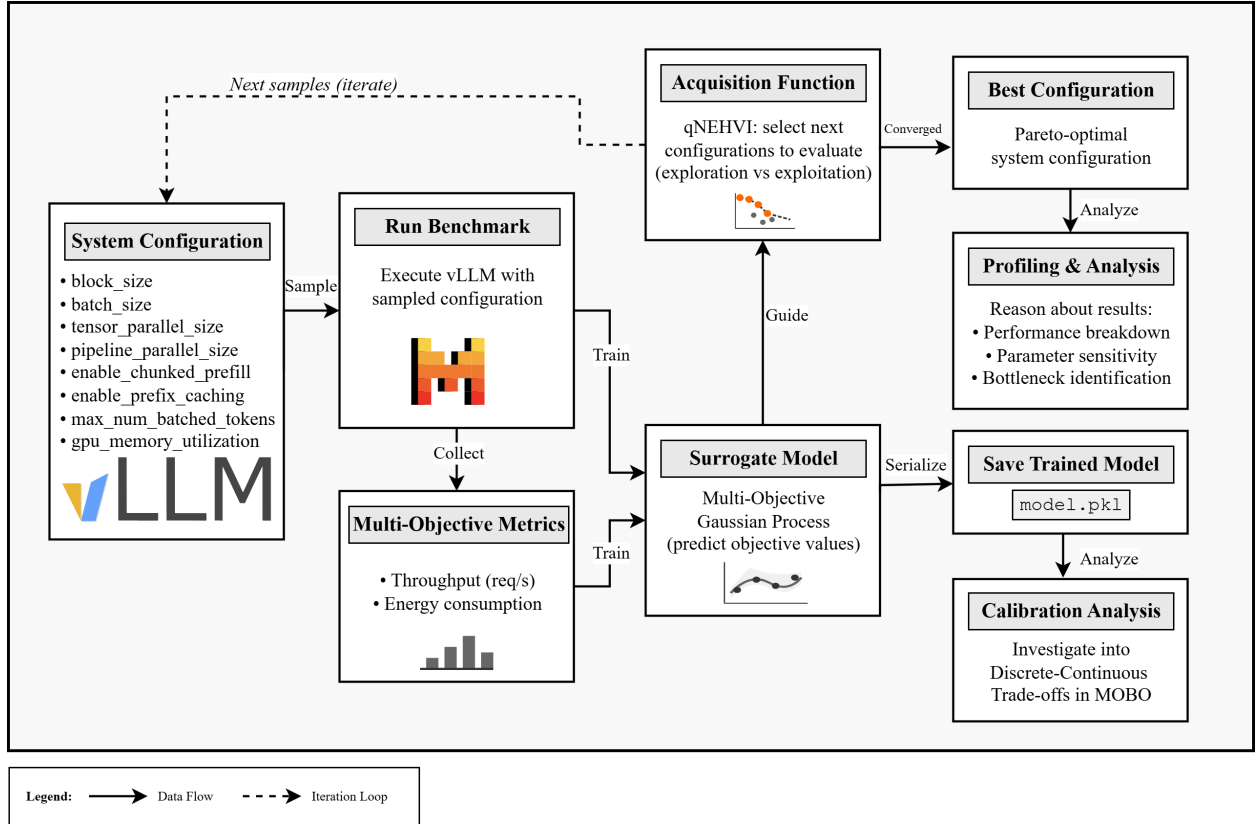 Next samples (iterate)
System Configuration
• block_size
• batch_size
• tensor_parallel_size
• pipeline_parallel_size
• enable_chunked_prefill
• enable_prefix_caching
• max_num_batched_tokens
• gpu_memory_utilization
vLLM
Sample
Run Benchmark
Execute vLLM with
sampled configuration
Collect
Train
Multi-Objective Metrics
• Throughput (req/s)
• Energy consumption
Train
Surrogate Model
Multi-Objective
Gaussian Process
(predict objective values)
Guide
Acquisition Function
qNEHVI: select next
configurations to evaluate
(exploration vs exploitation)
Converged
Best Configuration
Pareto-optimal
system configuration
Analyze
Profiling & Analysis
Reason about results:
• Performance breakdown
• Parameter sensitivity
• Bottleneck identification
Serialize
Save Trained Model
model.pkl
Analyze
Calibration Analysis
Investigate into
Discrete-Continuous
Trade-offs in MOBO
Legend:
Data Flow
Iteration Loop